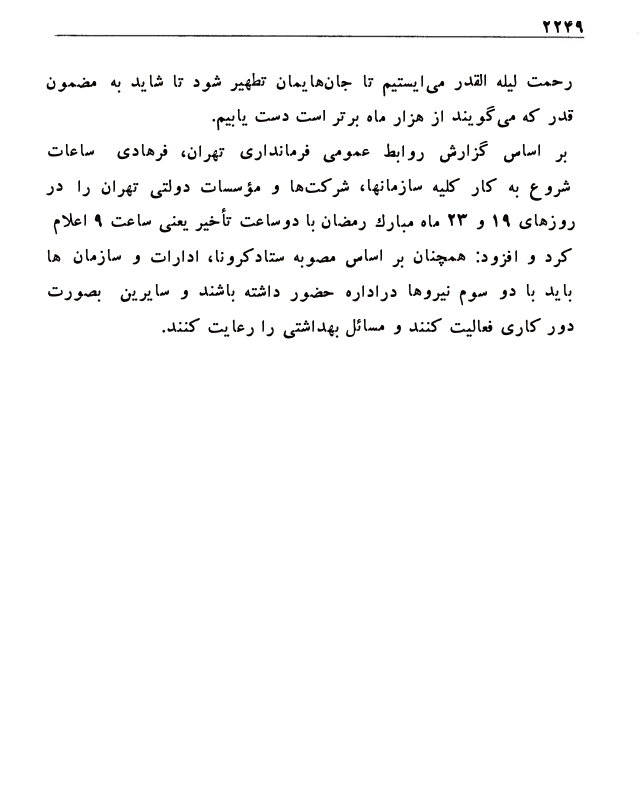 ۲۲۴۹
رحمت لیله القدر می‌ایستیم تا جان‌هایمان تطهیر شود تا شاید به مضمون
قدر که می‌گویند از هزار ماه برتر است دست یابیم.
بر اساس گزارش روابط عمومی فرمانداری تهران، فرهادی ساعات
شروع به کار کلیه سازمانها، شرکت‌ها و مؤسسات دولتی تهران را در
روزهای ۱۹ و ۲۳ ماه مبارك رمضان با دوساعت تأخیر یعنی ساعت ۹ اعلام
کرد و افزود: همچنان بر اساس مصوبه ستادکرونا، ادارات و سازمان ها
باید با دو سوم نیروها دراداره حضور داشته باشند و سایرین بصورت
دور کاری فعالیت کنند و مسائل بهداشتی را رعایت کنند.